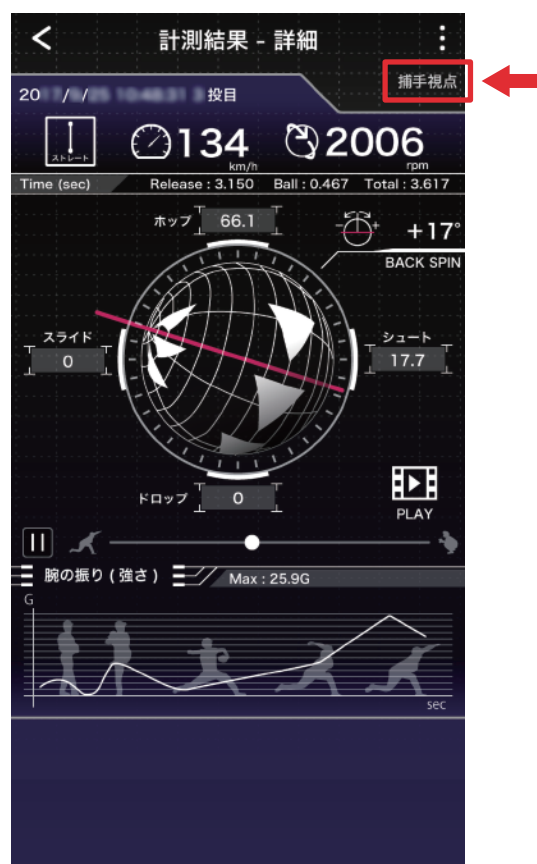 計測結果 - 詳細
捕手視点
20 投目
ストレート
134 km/h
2006 rpm
Time (sec) Release : 3.150 Ball : 0.467 Total : 3.617
ホップ 66.1
- +
+17°
BACK SPIN
スライド
0
シュート
17.7
ドロップ 0
PLAY
腕の振り ( 強さ ) Max : 25.9G
G
sec